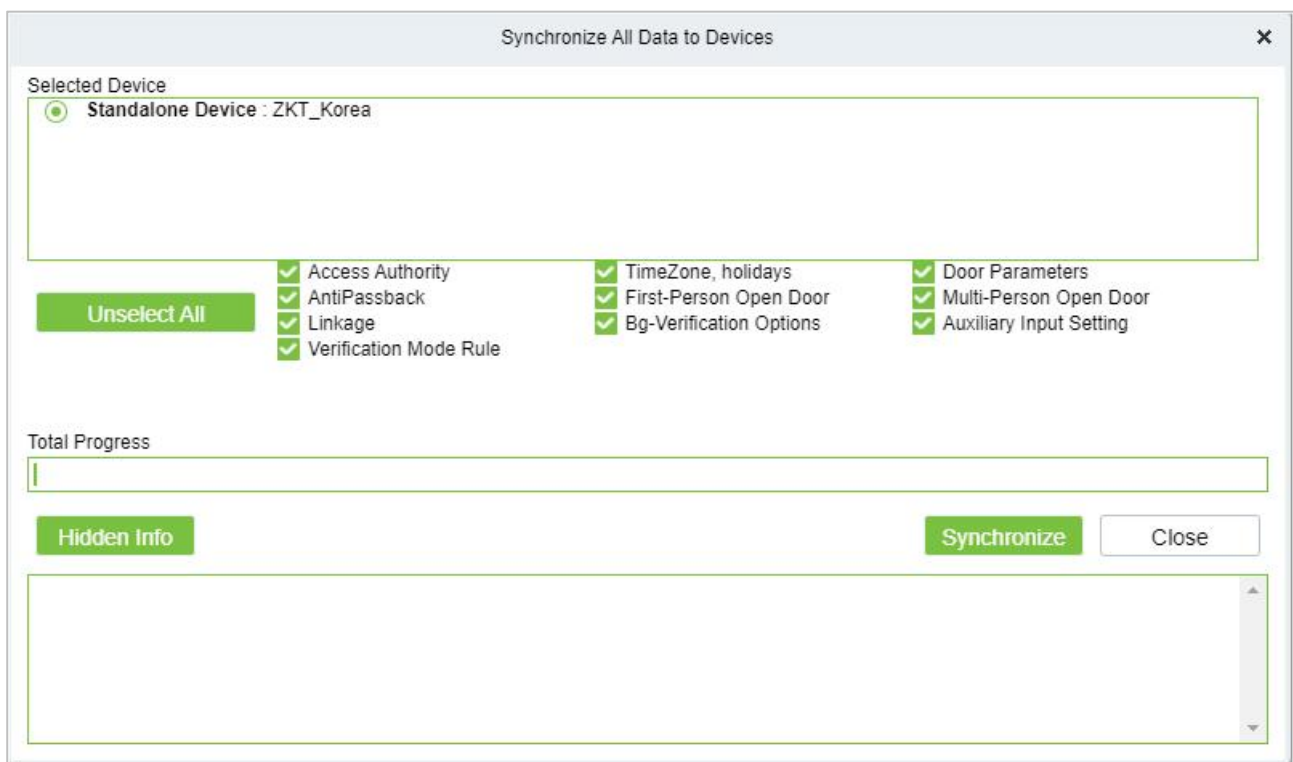 Synchronize All Data to Devices
Selected Device
Standalone Device : ZKT_Korea
Unselect All
Access Authority
TimeZone, holidays
Door Parameters
AntiPassback
First-Person Open Door
Multi-Person Open Door
Linkage
Bg-Verification Options
Auxiliary Input Setting
Verification Mode Rule
Total Progress
Hidden Info
Synchronize
Close